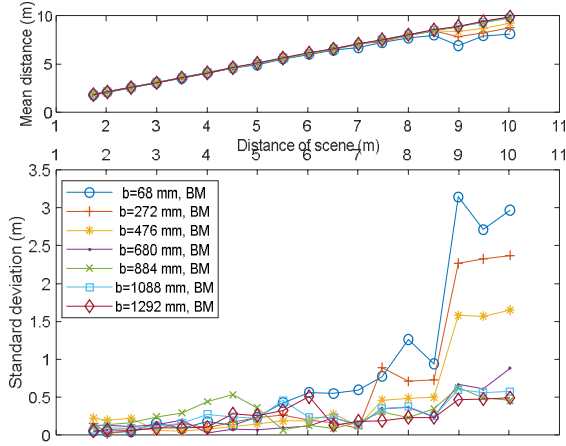 10
5
0
Mean distance (m)
1 2 3 4 5 6 7 8 9 10 11
Distance of scene (m)
1 2 3 4 5 6 7 8 9 10 11
3.5
3
2.5
2
1.5
1
0.5
0
Standard deviation (m)
b=68 mm, BM
b=272 mm, BM
b=476 mm, BM
b=680 mm, BM
b=884 mm, BM
b=1088 mm, BM
b=1292 mm, BM